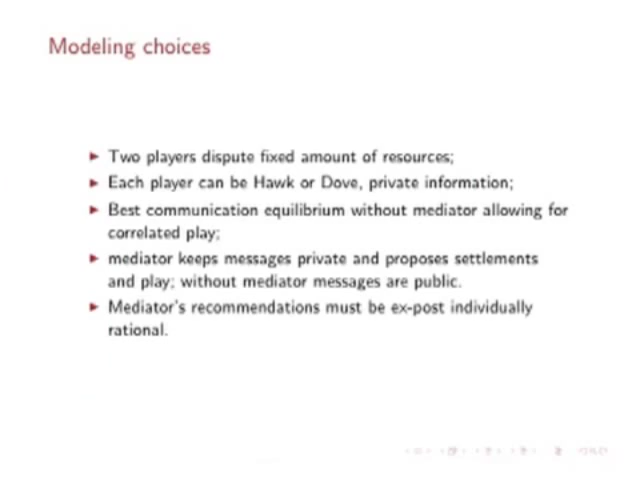 Modeling choices
Two players dispute fixed amount of resources;
Each player can be Hawk or Dove, private information;
Best communication equilibrium without mediator allowing for
correlated play;
mediator keeps messages private and proposes settlements
and play; without mediator messages are public.
Mediator's recommendations must be ex-post individually
rational.